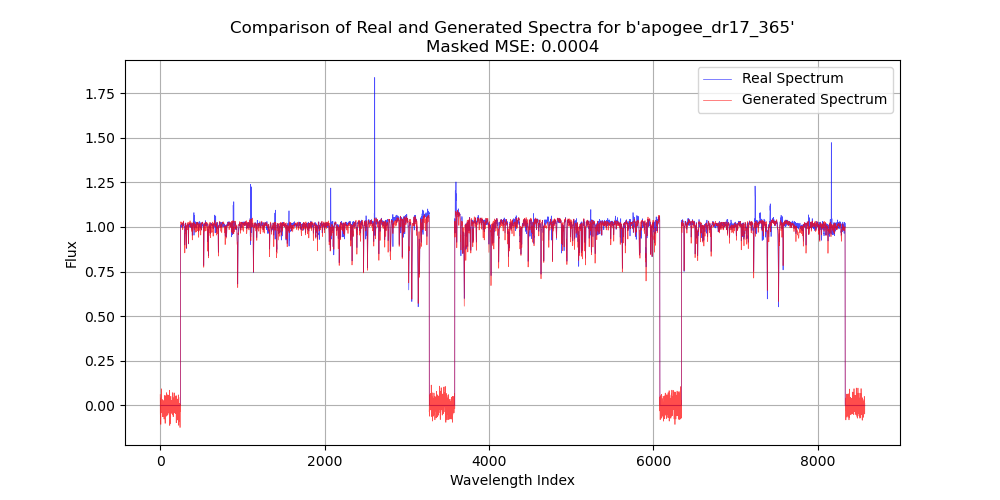 Comparison of Real and Generated Spectra for b'apogee_dr17_365'
Masked MSE: 0.0004
Real Spectrum
Generated Spectrum
1.75
1.50
1.25
1.00
0.75
0.50
0.25
0.00
Flux
0 2000 4000 6000 8000
Wavelength Index